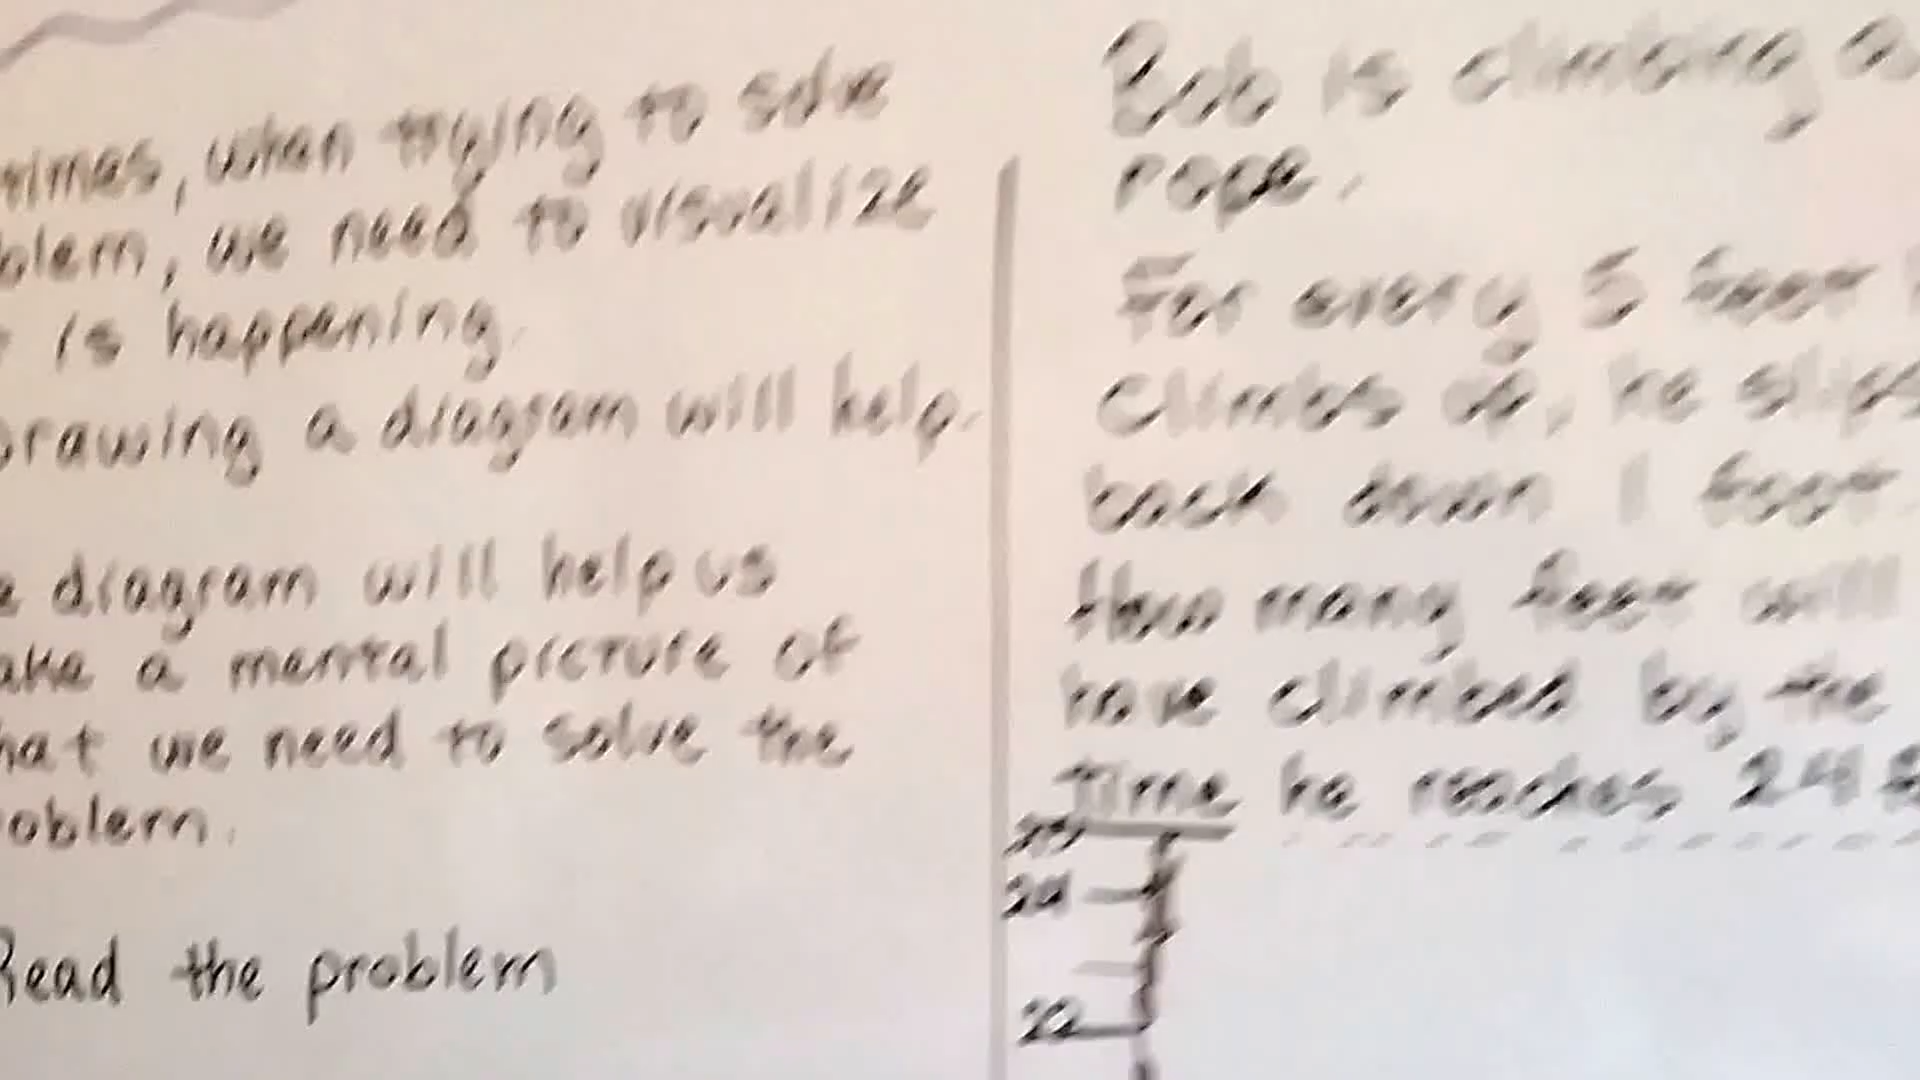 times, when trying to solve
blem, we need to visualize
is happening.
Drawing a diagram will help.
diagram will help us
ake a mental picture of
hat we need to solve the
oblem.
Read the problem
Bob is climbing a
rope.
For every 5 feet
climbs up, he slips
back down 1 foot.
How many feet will
have climbed by the
time he reaches 24
25
24
22